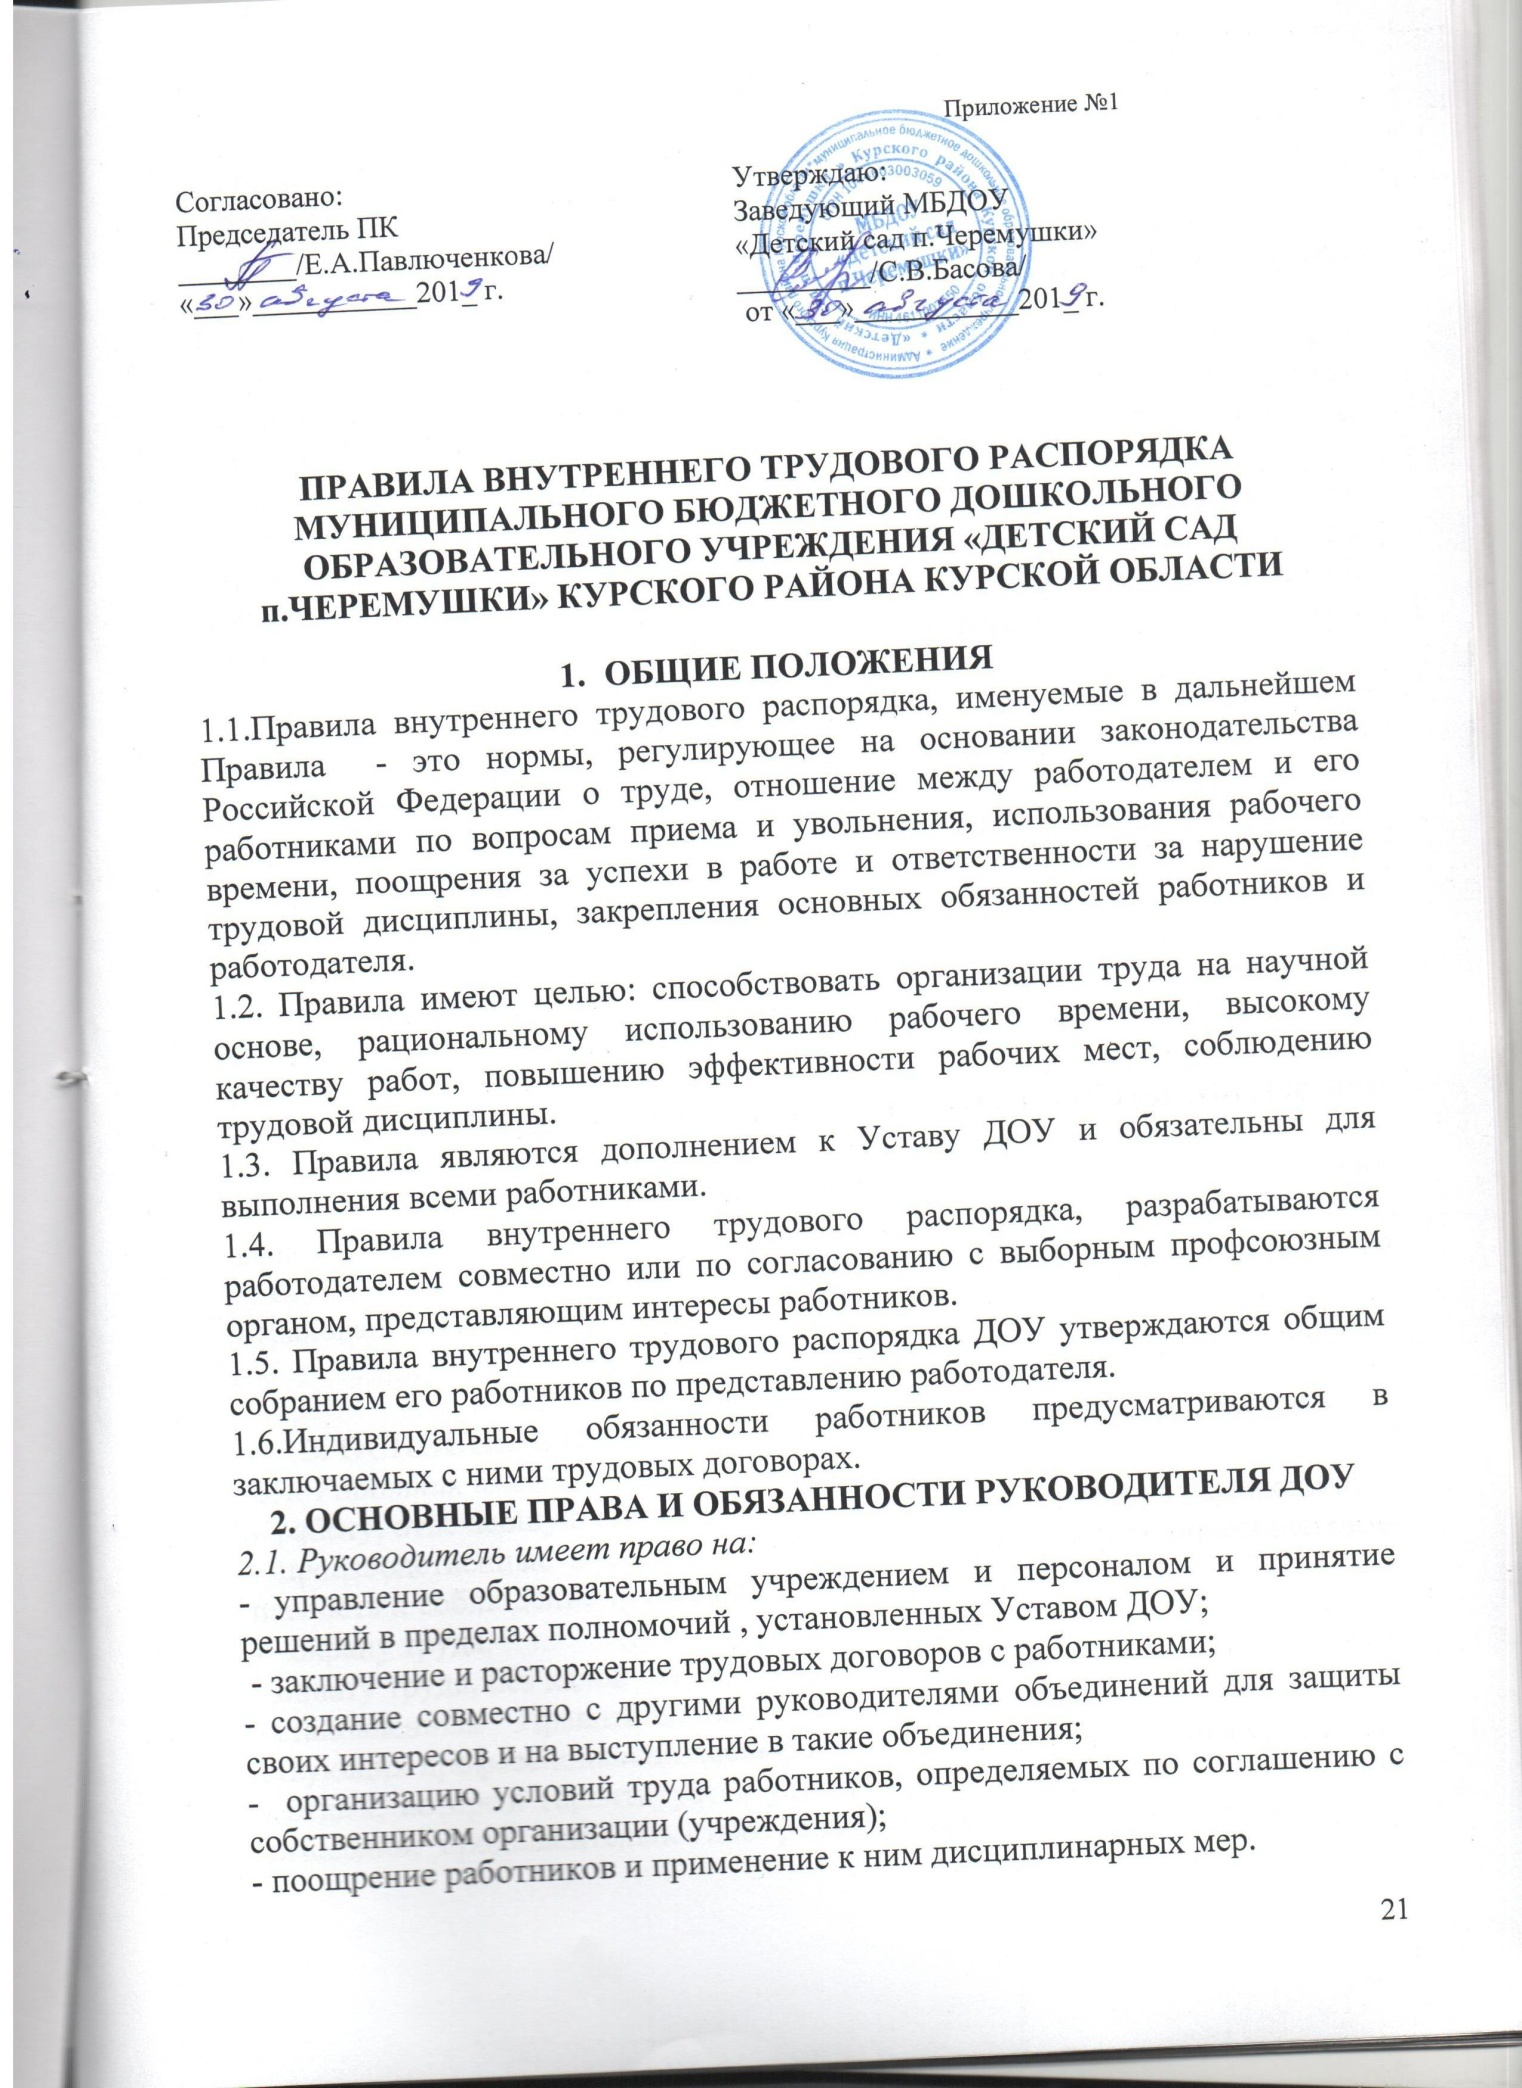 Приложение №1
Согласовано:
Председатель ПК
/Е.А.Павлюченкова/
«30» августа 2019 г.
Утверждаю:
Заведующий МБДОУ
«Детский сад п.Черемушки»
/С.В.Басова/
от «30» августа 2019 г.
МБДОУ
«Детский сад
п.Черемушки»
ПРАВИЛА ВНУТРЕННЕГО ТРУДОВОГО РАСПОРЯДКА
МУНИЦИПАЛЬНОГО БЮДЖЕТНОГО ДОШКОЛЬНОГО
ОБРАЗОВАТЕЛЬНОГО УЧРЕЖДЕНИЯ «ДЕТСКИЙ САД
п.ЧЕРЕМУШКИ» КУРСКОГО РАЙОНА КУРСКОЙ ОБЛАСТИ
1. ОБЩИЕ ПОЛОЖЕНИЯ
1.1.Правила внутреннего трудового распорядка, именуемые в дальнейшем
Правила - это нормы, регулирующее на основании законодательства
Российской Федерации о труде, отношение между работодателем и его
работниками по вопросам приема и увольнения, использования рабочего
времени, поощрения за успехи в работе и ответственности за нарушение
трудовой дисциплины, закрепления основных обязанностей работников и
работодателя.
1.2. Правила имеют целью: способствовать организации труда на научной
основе, рациональному использованию рабочего времени, высокому
качеству работ, повышению эффективности рабочих мест, соблюдению
трудовой дисциплины.
1.3. Правила являются дополнением к Уставу ДОУ и обязательны для
выполнения всеми работниками.
1.4. Правила внутреннего трудового распорядка, разрабатываются
работодателем совместно или по согласованию с выборным профсоюзным
органом, представляющим интересы работников.
1.5. Правила внутреннего трудового распорядка ДОУ утверждаются общим
собранием его работников по представлению работодателя.
1.6.Индивидуальные обязанности работников предусматриваются в
заключаемых с ними трудовых договорах.
2. ОСНОВНЫЕ ПРАВА И ОБЯЗАННОСТИ РУКОВОДИТЕЛЯ ДОУ
2.1. Руководитель имеет право на:
- управление образовательным учреждением и персоналом и принятие
решений в пределах полномочий , установленных Уставом ДОУ;
- заключение и расторжение трудовых договоров с работниками;
- создание совместно с другими руководителями объединений для защиты
своих интересов и на выступление в такие объединения;
- организацию условий труда работников, определяемых по соглашению с
собственником организации (учреждения);
- поощрение работников и применение к ним дисциплинарных мер.
21